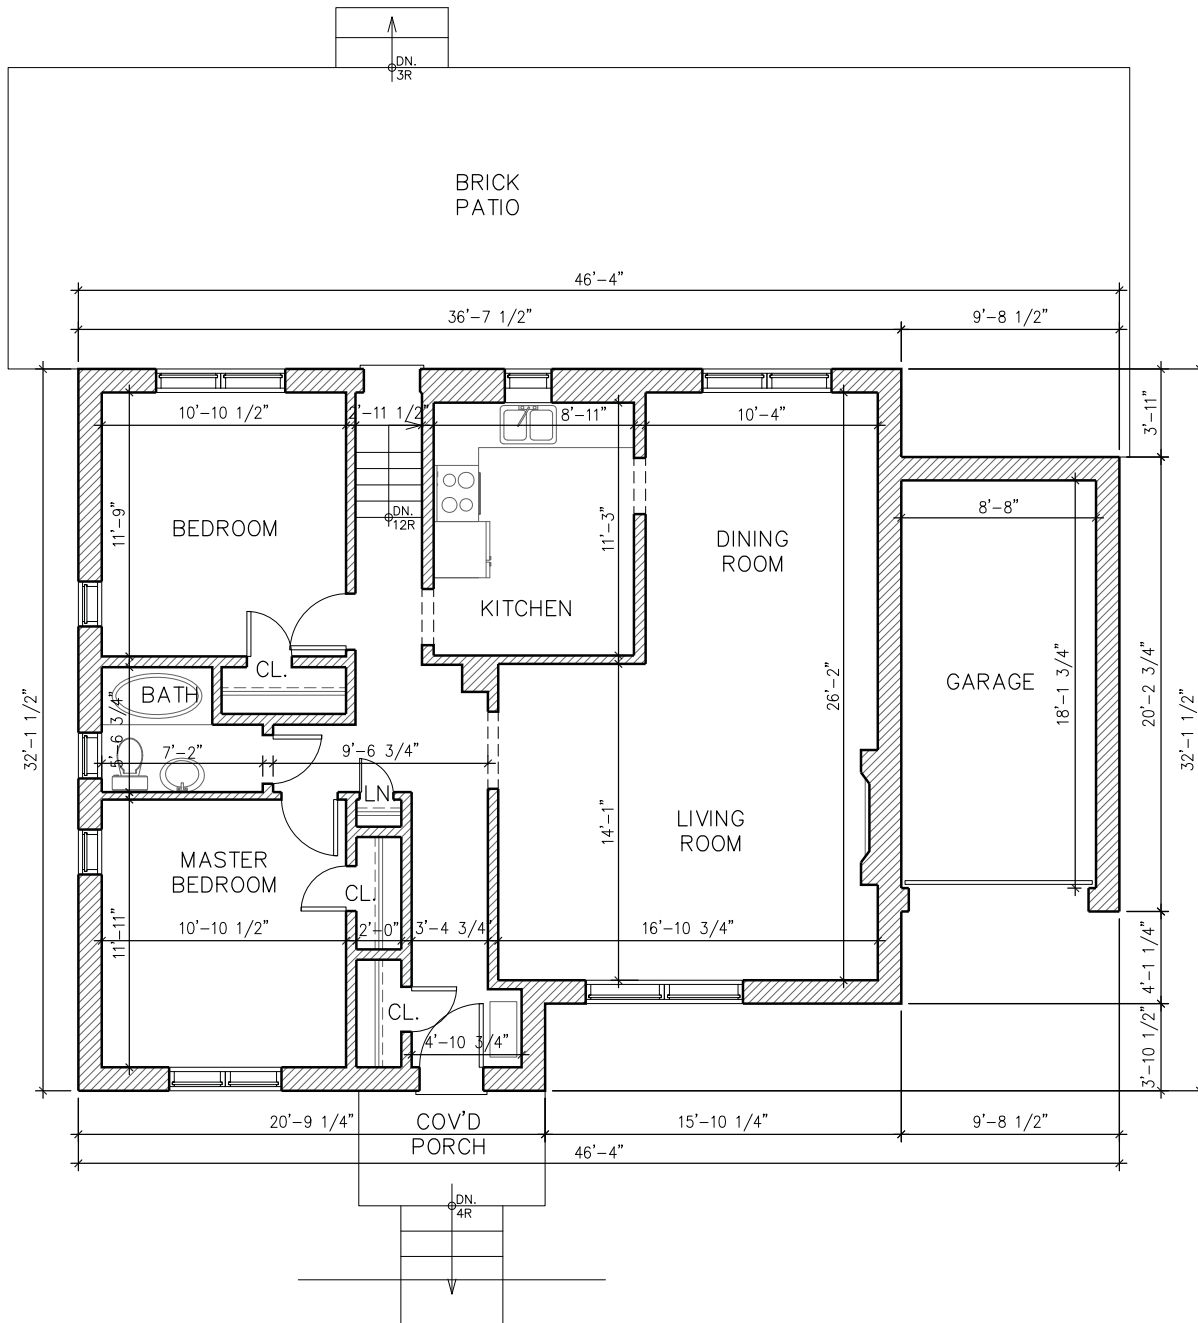 DN.
3R
BRICK
PATIO
46'-4"
36'-7 1/2"
9'-8 1/2"
3'-11"
10'-10 1/2"
2'-11 1/2"
8'-11"
10'-4"
8'-8"
DN.
12R
11'-9"
BEDROOM
11'-3"
DINING
ROOM
KITCHEN
CL.
BATH
GARAGE
18'-1 3/4"
20'-2 3/4"
32'-1 1/2"
32'-1 1/2"
26'-2"
5'-6 3/4"
7'-2"
9'-6 3/4"
LN
14'-1"
LIVING
ROOM
MASTER
BEDROOM
CL.
10'-10 1/2"
2'-0"
3'-4 3/4"
16'-10 3/4"
11'-11"
4'-1 1/4"
CL.
4'-10 3/4"
3'-10 1/2"
COV'D
PORCH
20'-9 1/4"
15'-10 1/4"
9'-8 1/2"
46'-4"
DN.
4R